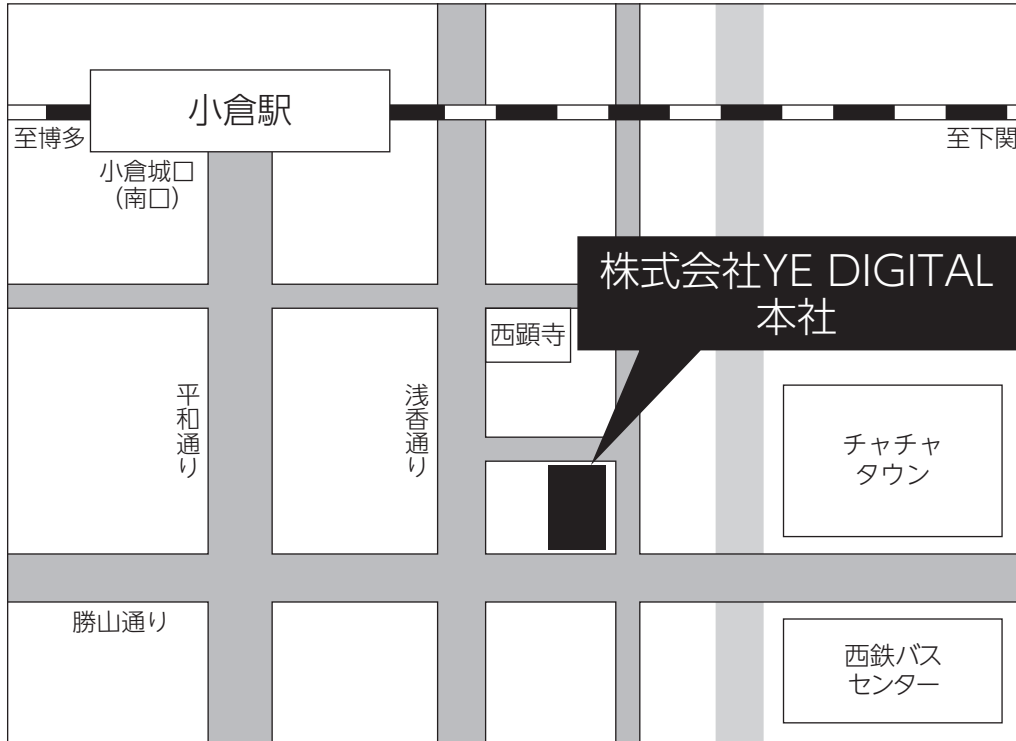 小倉駅
至博多
至下関
小倉城口
(南口)
株式会社YE DIGITAL
本社
西顕寺
平和通り
浅香通り
チャチャ
タウン
勝山通り
西鉄バス
センター